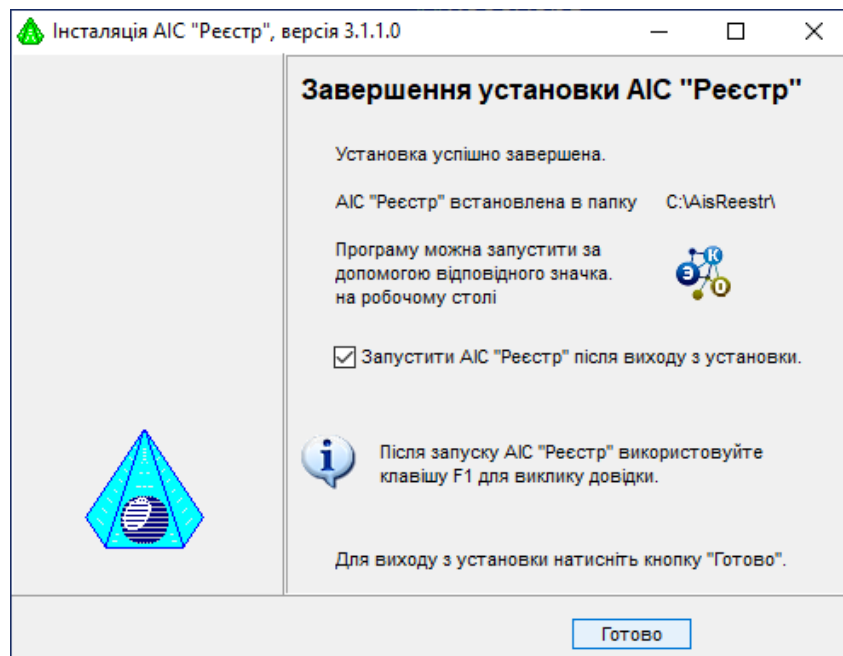 Інсталяція АІС "Реєстр", версія 3.1.1.0
Завершення установки АІС "Реєстр"
Установка успішно завершена.
АІС "Реєстр" встановлена в папку C:\AisReestr\
Програму можна запустити за
допомогою відповідного значка.
на робочому столі
К
Э
О
Запустити АІС "Реєстр" після виходу з установки.
Після запуску АІС "Реєстр" використовуйте
клавішу F1 для виклику довідки.
Для виходу з установки натисніть кнопку "Готово".
Готово